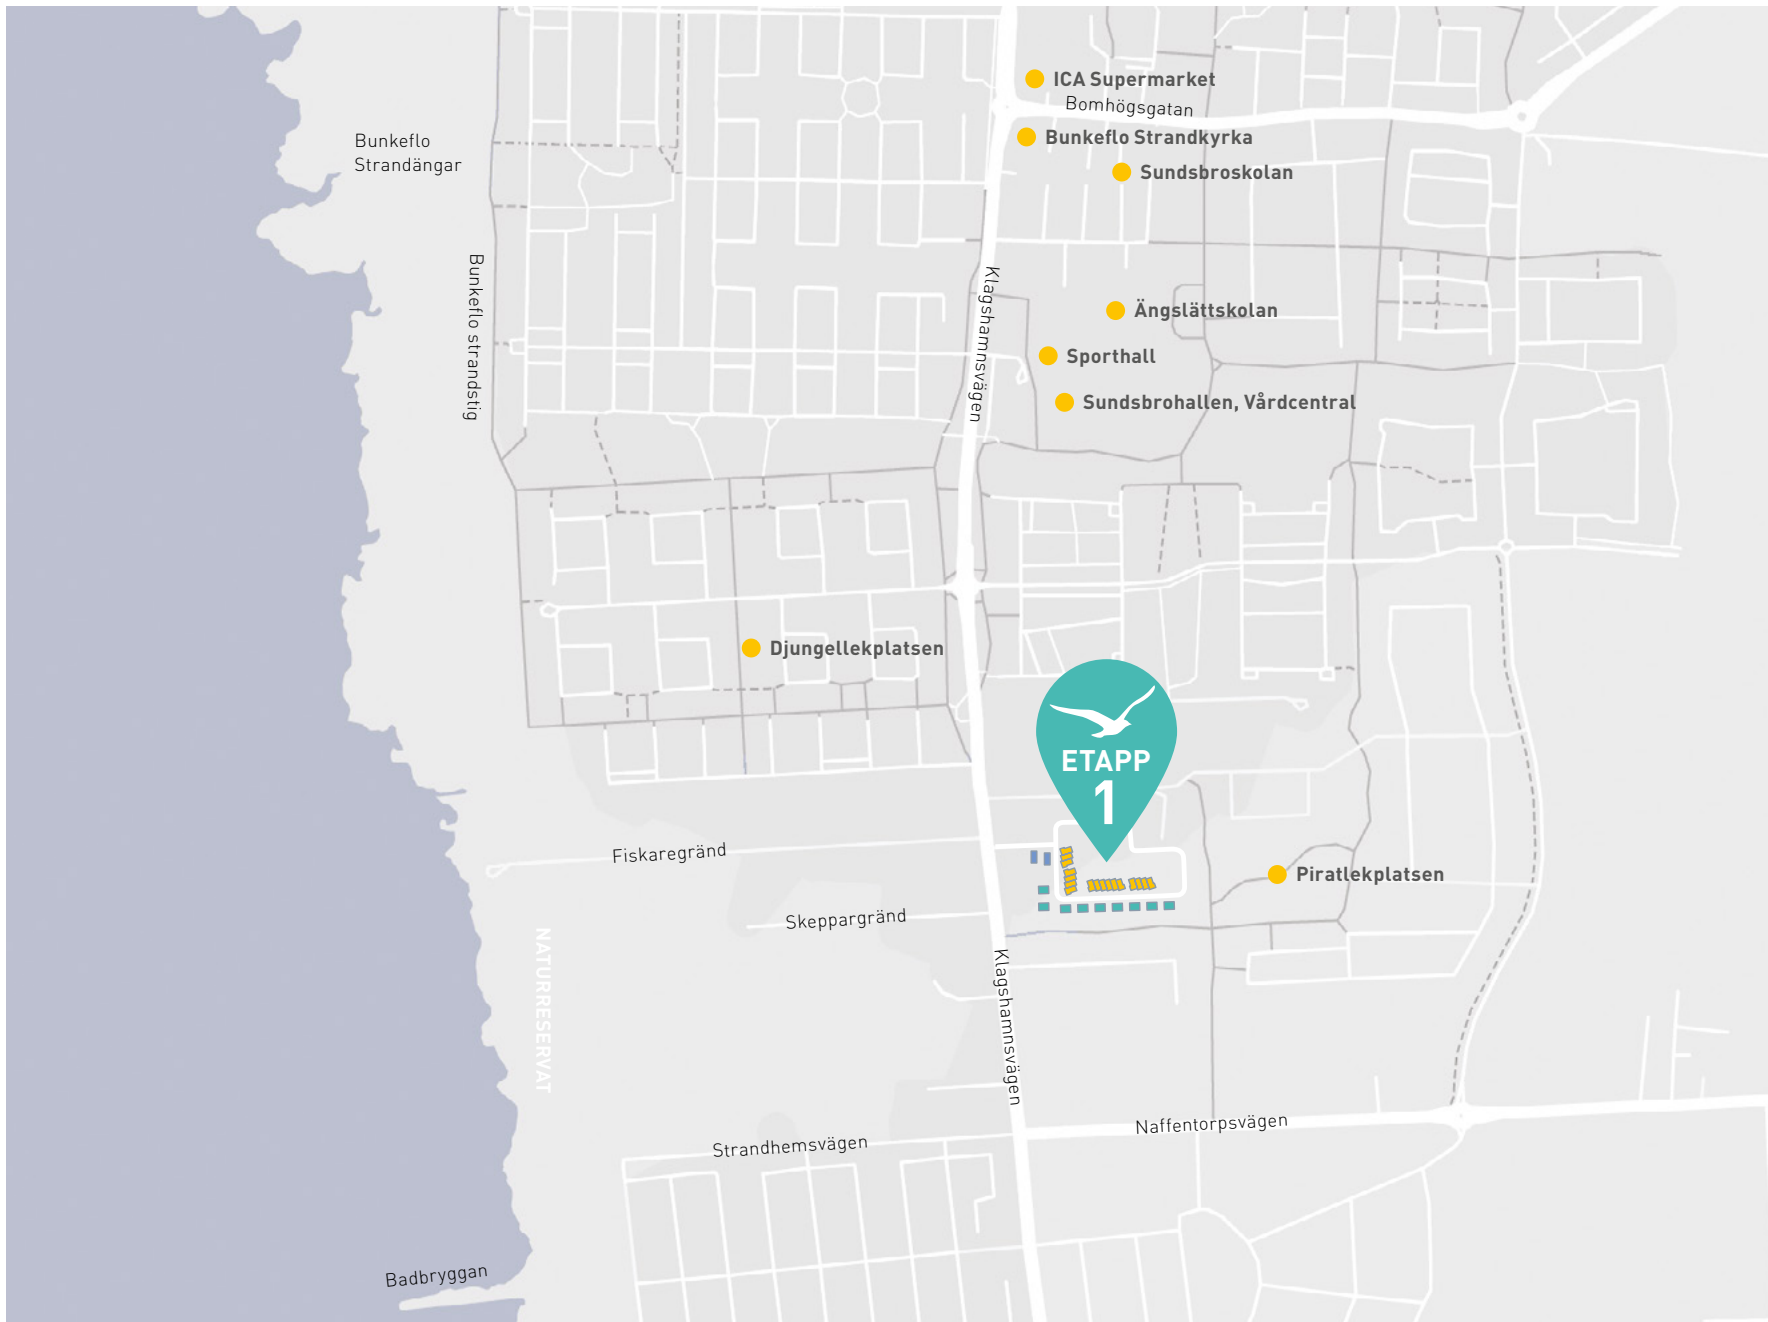 ICA Supermarket
Bomhögsgatan
Bunkeflo Strandkyrka
Bunkeflo
Strandängar
Sundsbroskolan
Bunkeflo strandstig
Klagshamnsvägen
Ängslättskolan
Sporthall
Sundsbrohallen, Vårdcentral
Djungellekplatsen
ETAPP
1
Fiskaregränd
Piratlekplatsen
Skeppargränd
NATURRESERVAT
Klagshamnsvägen
Naffentorpsvägen
Strandhemsvägen
Badbryggan